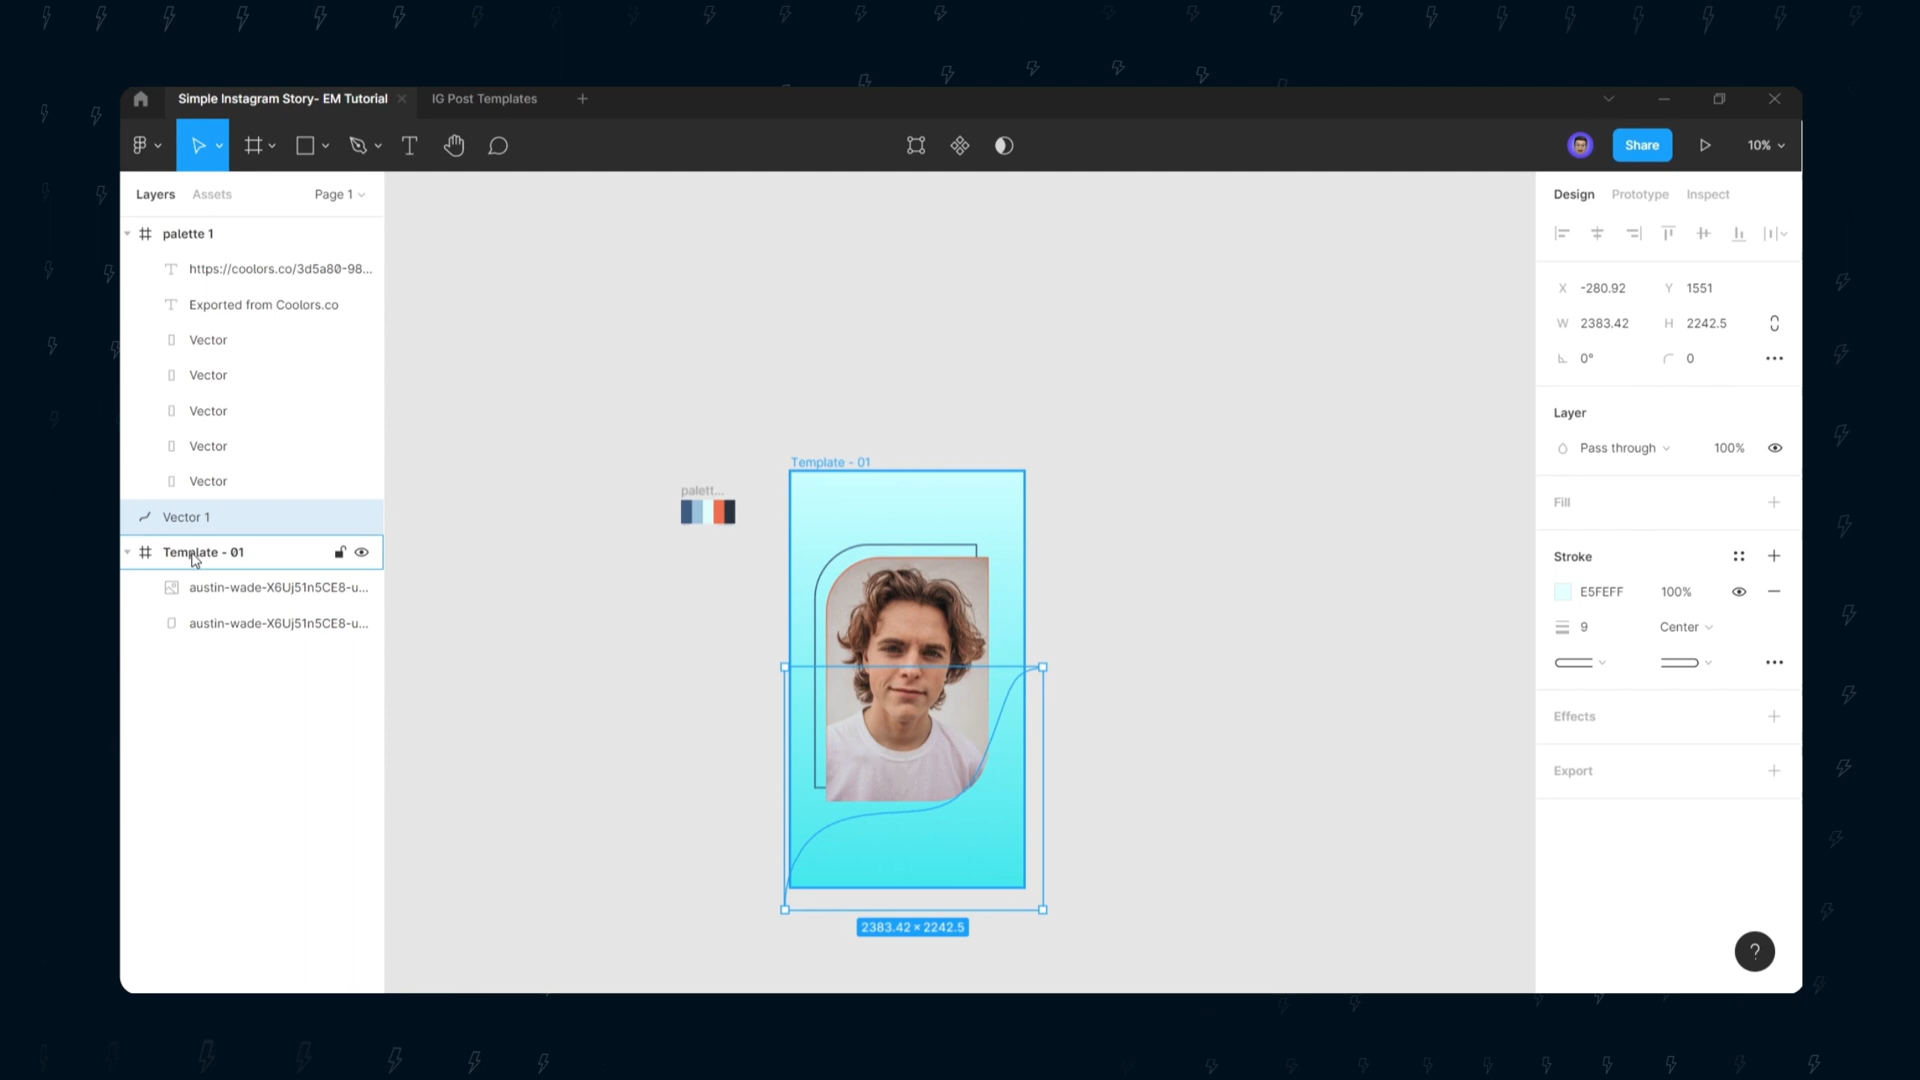 Simple Instagram Story- EM Tutorial
IG Post Templates
Share
10%
Layers
Assets
Page 1
palette 1
https://coolors.co/3d5a80-98...
Exported from Coolors.co
Vector
Vector
Vector
Vector
Vector
Vector 1
Template - 01
austin-wade-X6Uj51n5CE8-u...
austin-wade-X6Uj51n5CE8-u...
palett...
Template - 01
2383.42 × 2242.5
Design
Prototype
Inspect
X -280.92 Y 1551
W 2383.42 H 2242.5
0° 0
Layer
Pass through 100%
Fill
Stroke
E5FEFF 100%
9 Center
Effects
Export
?